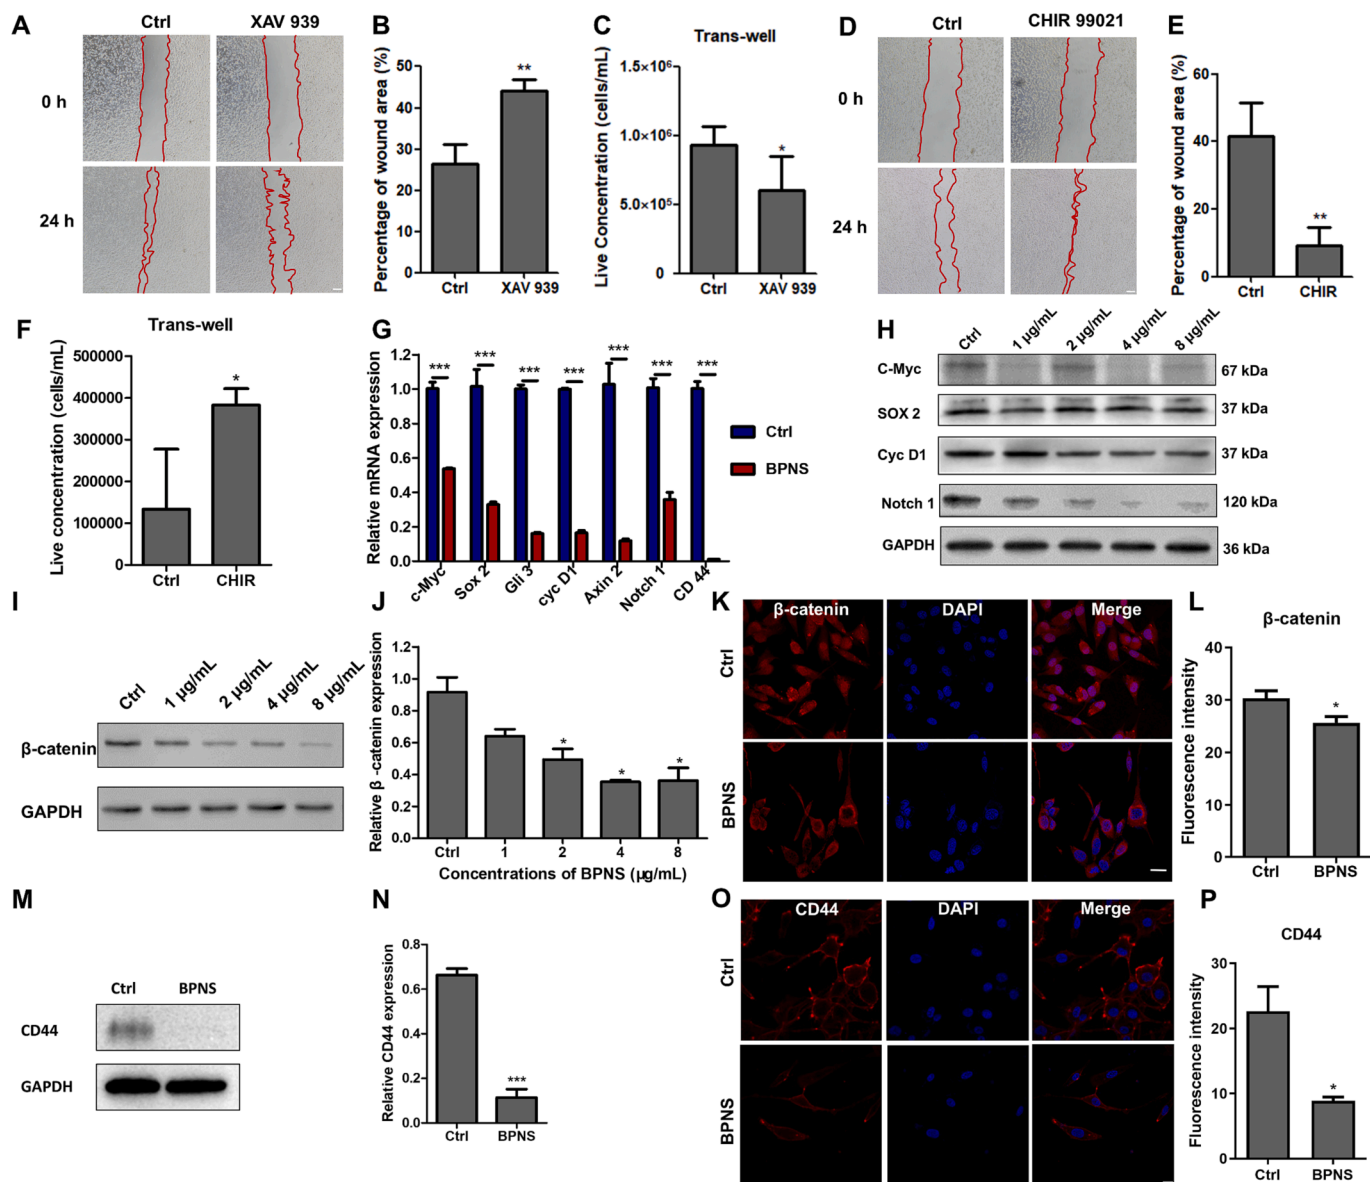 A
Ctrl
XAV 939
0 h
24 h
B
Percentage of wound area (%)
50
40
30
20
10
0
**
Ctrl
XAV 939
C
Trans-well
Live Concentration (cells/mL)
1.5×10⁶
1.0×10⁶
5.0×10⁵
0
*
Ctrl
XAV 939
D
Ctrl
CHIR 99021
0 h
24 h
E
Percentage of wound area (%)
60
40
20
0
**
Ctrl
CHIR
F
Trans-well
Live concentration (cells/mL)
500000
400000
300000
200000
100000
0
*
Ctrl
CHIR
G
Relative mRNA expression
1.2
1.0
0.8
0.6
0.4
0.2
0.0
*** *** *** *** *** *** ***
c-Myc
Sox 2
Gli 3
cyc D1
Axin 2
Notch 1
CD 44
Ctrl
BPNS
H
Ctrl
1 μg/mL
2 μg/mL
4 μg/mL
8 μg/mL
C-Myc
67 kDa
SOX 2
37 kDa
Cyc D1
37 kDa
Notch 1
120 kDa
GAPDH
36 kDa
I
Ctrl
1 μg/mL
2 μg/mL
4 μg/mL
8 μg/mL
β-catenin
GAPDH
J
Relative β -catenin expression
1.2
1.0
0.8
0.6
0.4
0.2
0.0
*
*
*
Ctrl
1
2
4
8
Concentrations of BPNS (μg/mL)
K
β-catenin
DAPI
Merge
Ctrl
BPNS
L
β-catenin
Fluorescence intensity
40
30
20
10
0
*
Ctrl
BPNS
M
Ctrl
BPNS
CD44
GAPDH
N
Relative CD44 expression
0.8
0.6
0.4
0.2
0.0
***
Ctrl
BPNS
O
CD44
DAPI
Merge
Ctrl
BPNS
P
CD44
Fluorescence intensity
30
20
10
0
*
Ctrl
BPNS